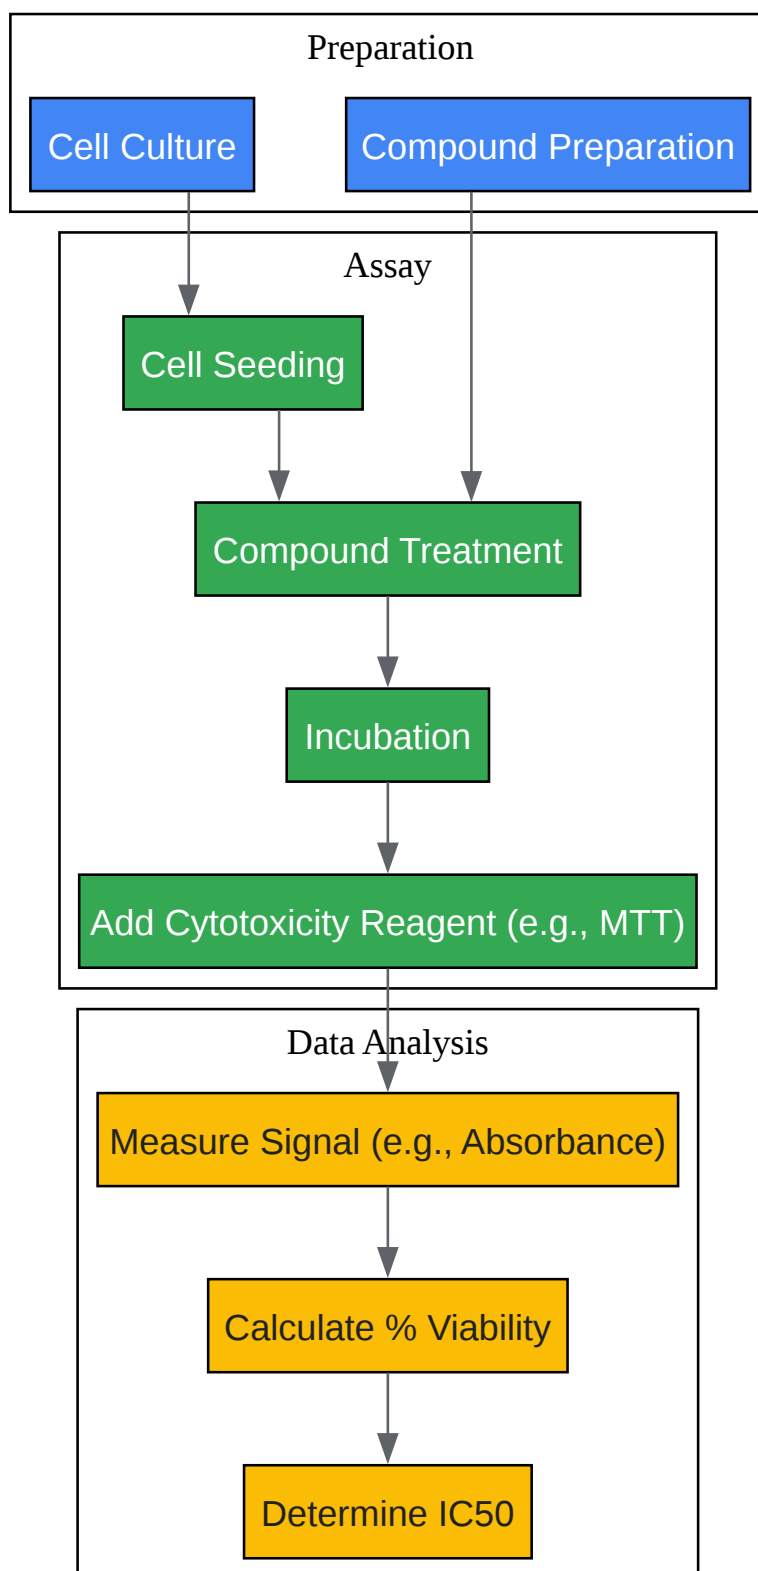 Preparation
Cell Culture
Compound Preparation
Assay
Cell Seeding
Compound Treatment
Incubation
Add Cytotoxicity Reagent (e.g., MTT)
Data Analysis
Measure Signal (e.g., Absorbance)
Calculate % Viability
Determine IC50